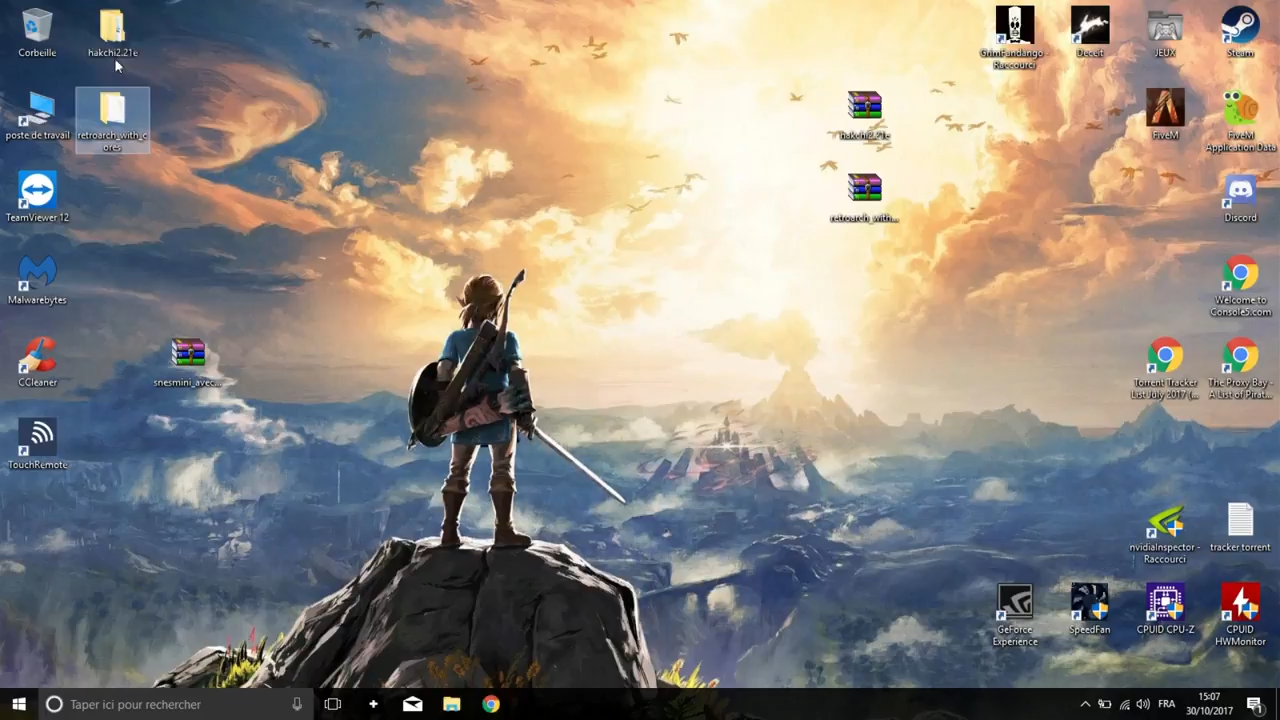 Corbeille
hakchi2.21e
poste de travail
retroarch_with_c
ores
TeamViewer 12
Malwarebytes
CCleaner
snesmini_avec...
TouchRemote
hakchi2.21e
retroarch_with...
GrimFandango -
Raccourci
Deceit
JEUX
Steam
FiveM
FiveM
Application Data
Discord
Welcome to
Console5.com
Torrent Tracker
List July 2017 (...
The Proxy Bay -
A List of Pirat...
nvidiaInspector -
Raccourci
tracker torrent
GeForce
Experience
SpeedFan
CPUID CPU-Z
CPUID
HWMonitor
Taper ici pour rechercher
FRA
15:07
30/10/2017
1